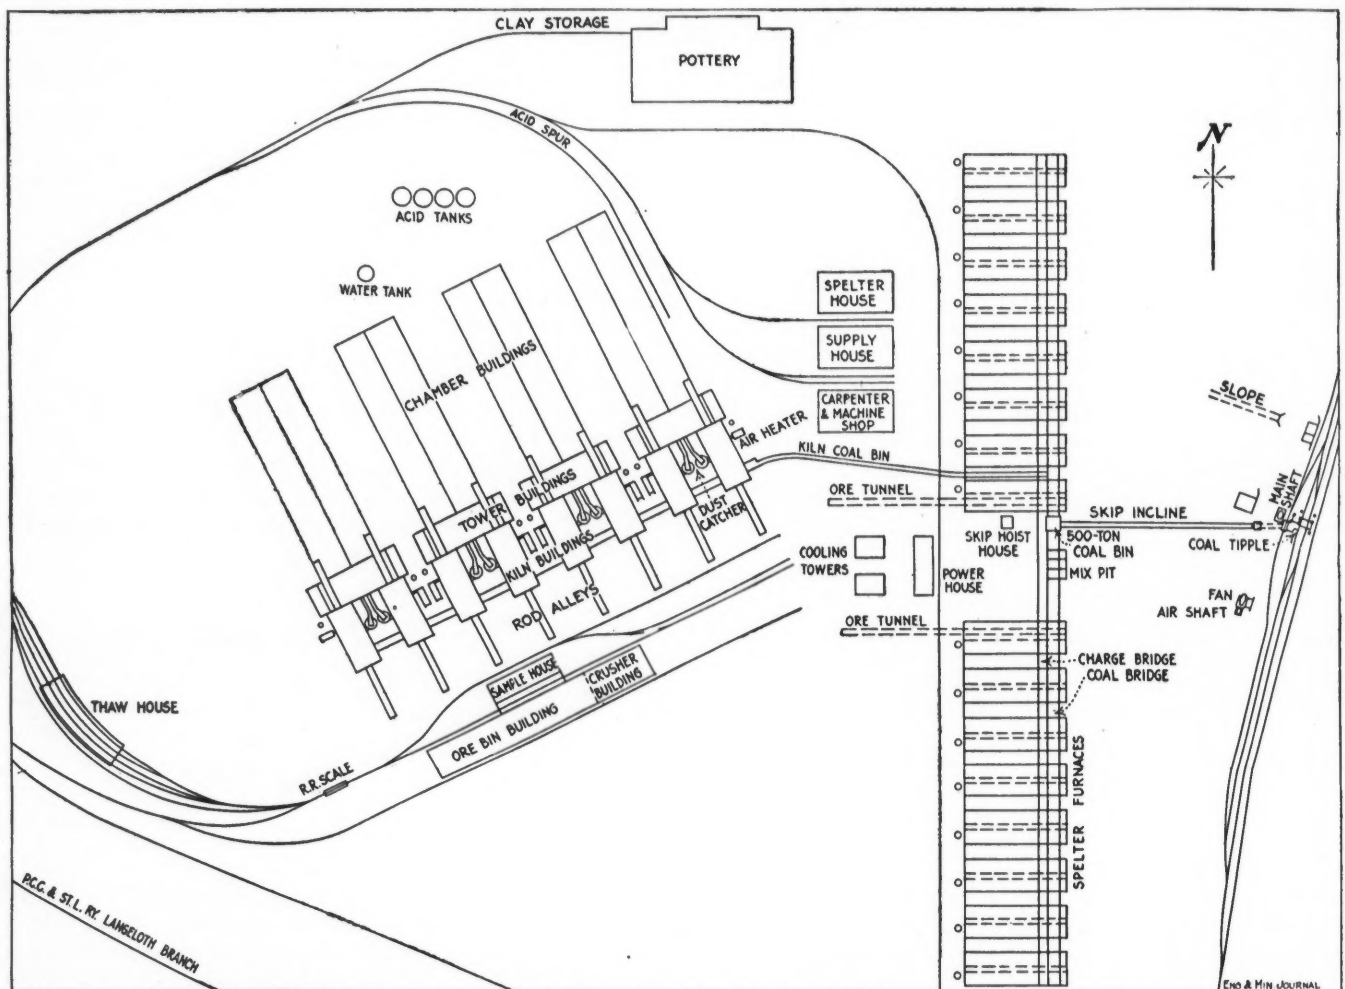 CLAY STORAGE
POTTERY
ACID SPUR
N
ACID TANKS
WATER TANK
SPELTER
HOUSE
SUPPLY
HOUSE
CARPENTER
& MACHINE
SHOP
CHAMBER BUILDINGS
SLOPE
AIR HEATER
KILN COAL BIN
TOWER BUILDINGS
DUST
CATCHER
KILN BUILDINGS
ROD ALLEYS
ORE TUNNEL
SKIP INCLINE
MAIN
SHAFT
SKIP HOIST
HOUSE
500-TON
COAL BIN
COAL TIPPLE
COOLING
TOWERS
POWER
HOUSE
MIX PIT
FAN
AIR SHAFT
ORE TUNNEL
CHARGE BRIDGE
COAL BRIDGE
SAMPLE HOUSE
CRUSHER
BUILDING
ORE BIN BUILDING
THAW HOUSE
R.R. SCALE
SPELTER FURNACES
P.C.C. & ST. L. RY. LANGELOTH BRANCH
ENG & MIN JOURNAL